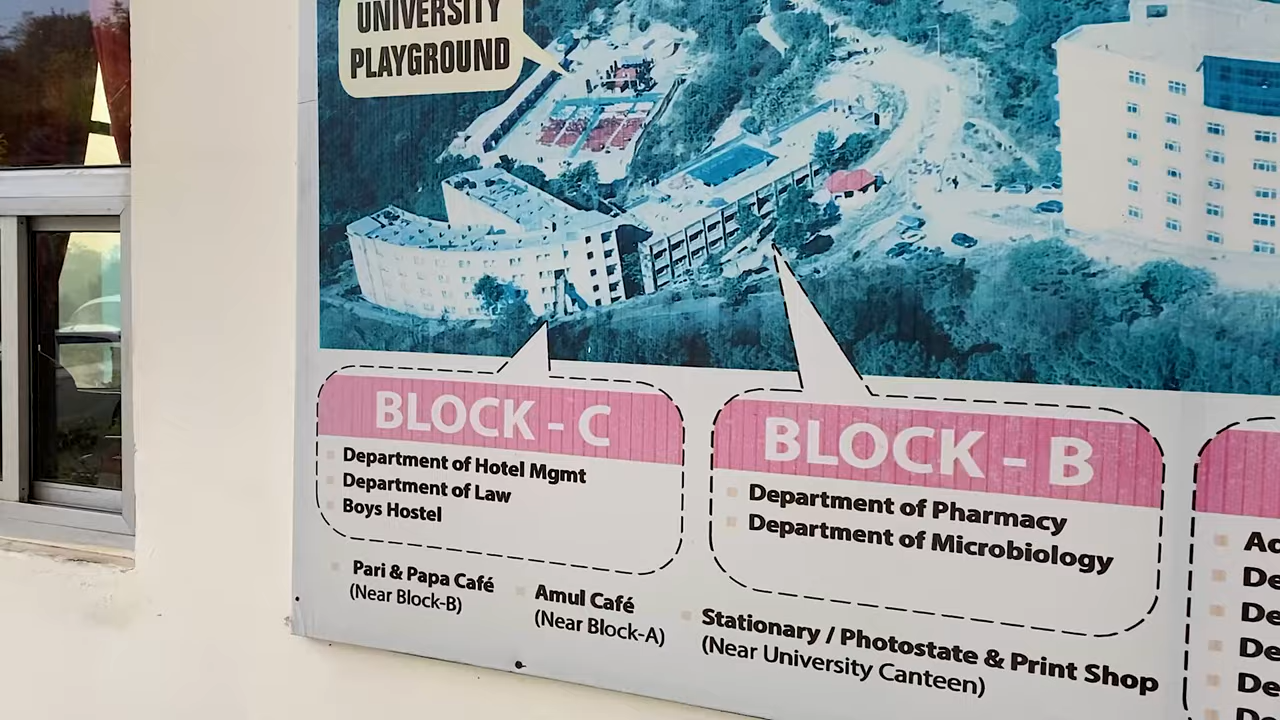 UNIVERSITY
PLAYGROUND
BLOCK - C
Department of Hotel Mgmt
Department of Law
Boys Hostel
BLOCK - B
Department of Pharmacy
Department of Microbiology
Pari & Papa Café
(Near Block-B)
Amul Café
(Near Block-A)
Stationary / Photostate & Print Shop
(Near University Canteen)